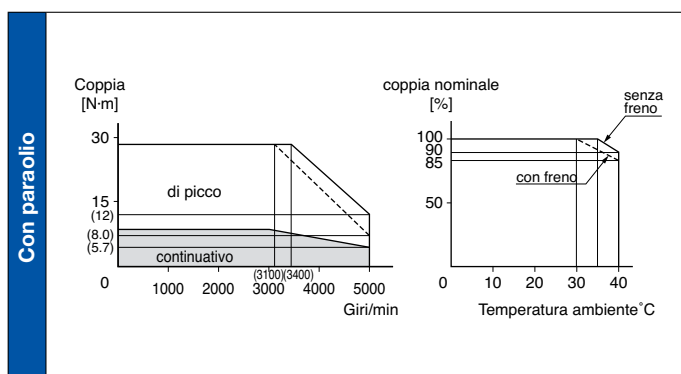 Con paraolio
Coppia
[N·m]
30
15
(12)
(8.0)
(5.7)
0
di picco
continuativo
1000
2000
3000
4000
5000
(3100)(3400)
Giri/min
coppia nominale
[%]
100
90
85
50
0
senza
freno
con freno
10
20
30
40
Temperatura ambiente˚C